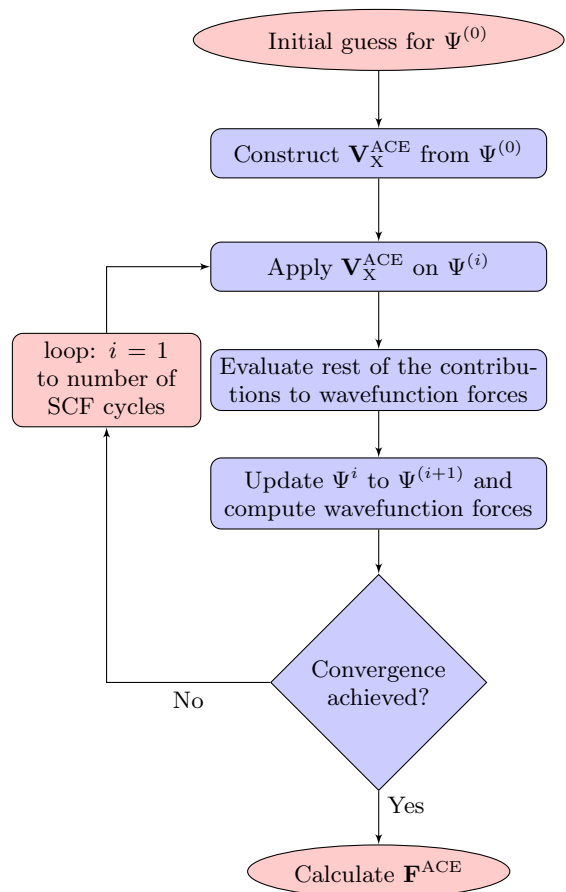 Initial guess for Ψ^(0)
Construct V_X^ACE from Ψ^(0)
Apply V_X^ACE on Ψ^(i)
loop: i = 1
to number of
SCF cycles
Evaluate rest of the contribu-
tions to wavefunction forces
Update Ψ^i to Ψ^(i+1) and
compute wavefunction forces
Convergence
achieved?
No
Yes
Calculate F^ACE